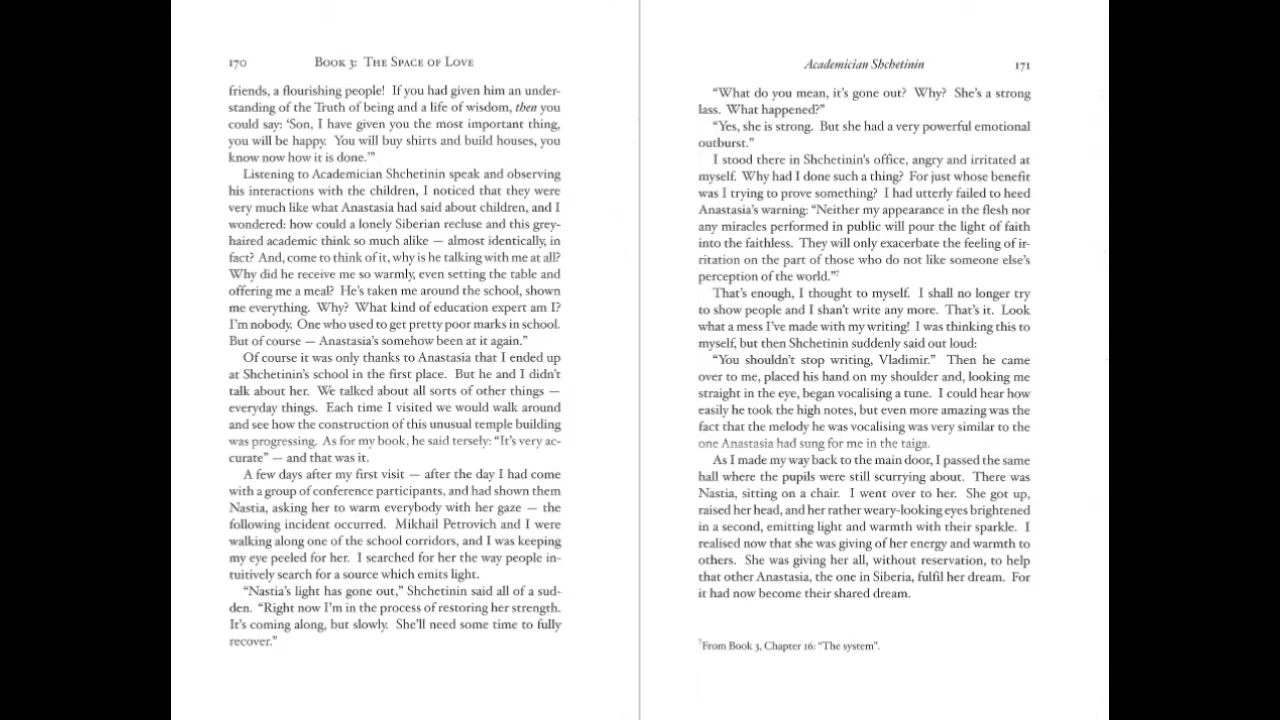 170
BOOK 3: THE SPACE OF LOVE
friends, a flourishing people! If you had given him an under-
standing of the Truth of being and a life of wisdom, then you
could say: ‘Son, I have given you the most important thing,
you will be happy. You will buy shirts and build houses, you
know now how it is done.’”
Listening to Academician Shchetinin speak and observing
his interactions with the children, I noticed that they were
very much like what Anastasia had said about children, and I
wondered: how could a lonely Siberian recluse and this grey-
haired academic think so much alike — almost identically, in
fact? And, come to think of it, why is he talking with me at all?
Why did he receive me so warmly, even setting the table and
offering me a meal? He’s taken me around the school, shown
me everything. Why? What kind of education expert am I?
I’m nobody. One who used to get pretty poor marks in school.
But of course — Anastasia’s somehow been at it again.”
Of course it was only thanks to Anastasia that I ended up
at Shchetinin’s school in the first place. But he and I didn’t
talk about her. We talked about all sorts of other things —
everyday things. Each time I visited we would walk around
and see how the construction of this unusual temple building
was progressing. As for my book, he said tersely: “It’s very ac-
curate” — and that was it.
A few days after my first visit — after the day I had come
with a group of conference participants, and had shown them
Nastia, asking her to warm everybody with her gaze — the
following incident occurred. Mikhail Petrovich and I were
walking along one of the school corridors, and I was keeping
my eye peeled for her. I searched for her the way people in-
tuitively search for a source which emits light.
“Nastia’s light has gone out,” Shchetinin said all of a sud-
den. “Right now I’m in the process of restoring her strength.
It’s coming along, but slowly. She’ll need some time to fully
recover.”
Academician Shchetinin
171
“What do you mean, it’s gone out? Why? She’s a strong
lass. What happened?”
“Yes, she is strong. But she had a very powerful emotional
outburst.”
I stood there in Shchetinin’s office, angry and irritated at
myself. Why had I done such a thing? For just whose benefit
was I trying to prove something? I had utterly failed to heed
Anastasia’s warning: “Neither my appearance in the flesh nor
any miracles performed in public will pour the light of faith
into the faithless. They will only exacerbate the feeling of ir-
ritation on the part of those who do not like someone else’s
perception of the world.”7
That’s enough, I thought to myself. I shall no longer try
to show people and I shan’t write any more. That’s it. Look
what a mess I’ve made with my writing! I was thinking this to
myself, but then Shchetinin suddenly said out loud:
“You shouldn’t stop writing, Vladimir.” Then he came
over to me, placed his hand on my shoulder and, looking me
straight in the eye, began vocalising a tune. I could hear how
easily he took the high notes, but even more amazing was the
fact that the melody he was vocalising was very similar to the
one Anastasia had sung for me in the taiga.
As I made my way back to the main door, I passed the same
hall where the pupils were still scurrying about. There was
Nastia, sitting on a chair. I went over to her. She got up,
raised her head, and her rather weary-looking eyes brightened
in a second, emitting light and warmth with their sparkle. I
realised now that she was giving of her energy and warmth to
others. She was giving her all, without reservation, to help
that other Anastasia, the one in Siberia, fulfil her dream. For
it had now become their shared dream.
7From Book 3, Chapter 16: “The system”.